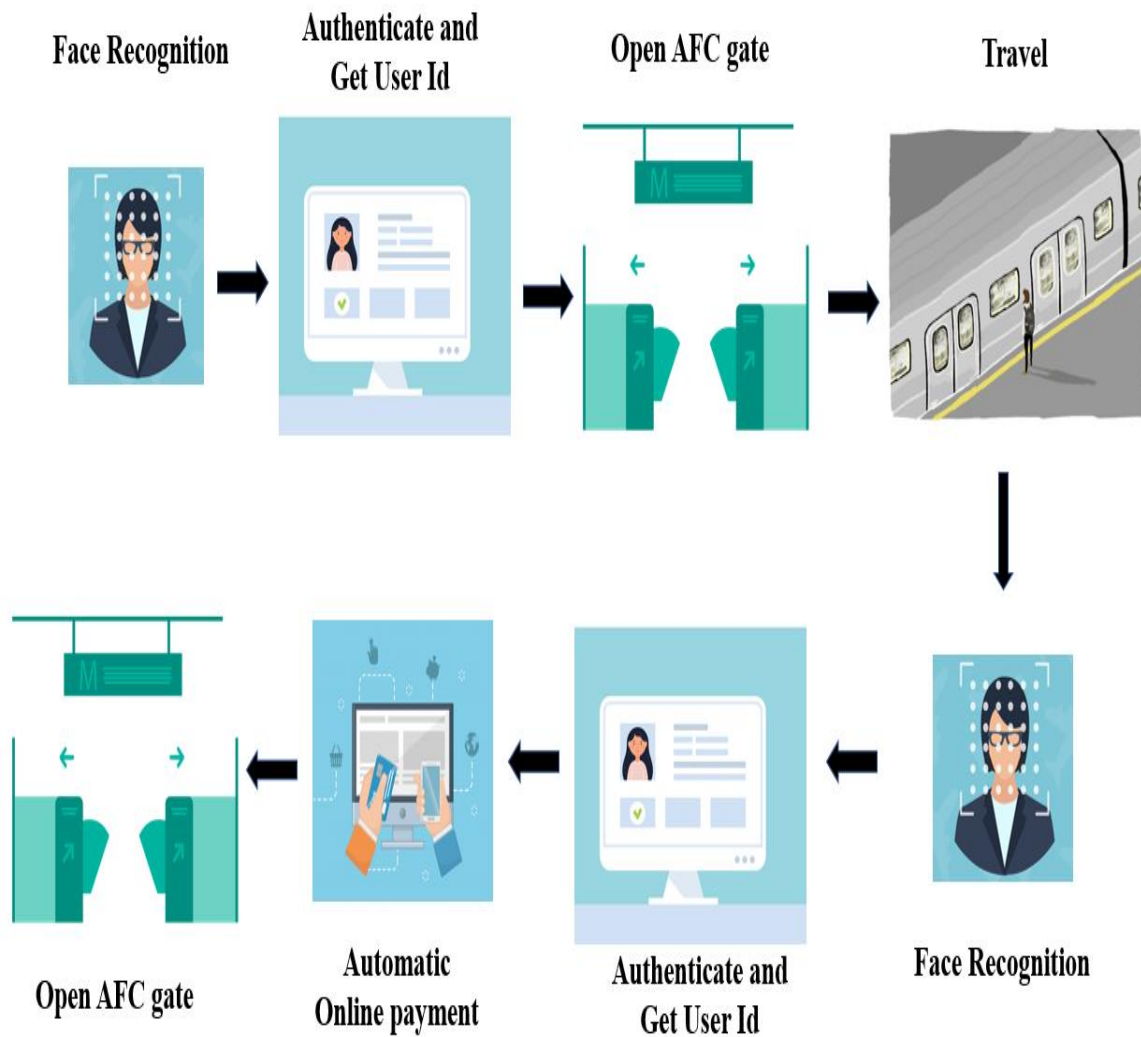 Face Recognition
Authenticate and
Get User Id
Open AFC gate
Travel
M
M
Open AFC gate
Automatic
Online payment
Authenticate and
Get User Id
Face Recognition